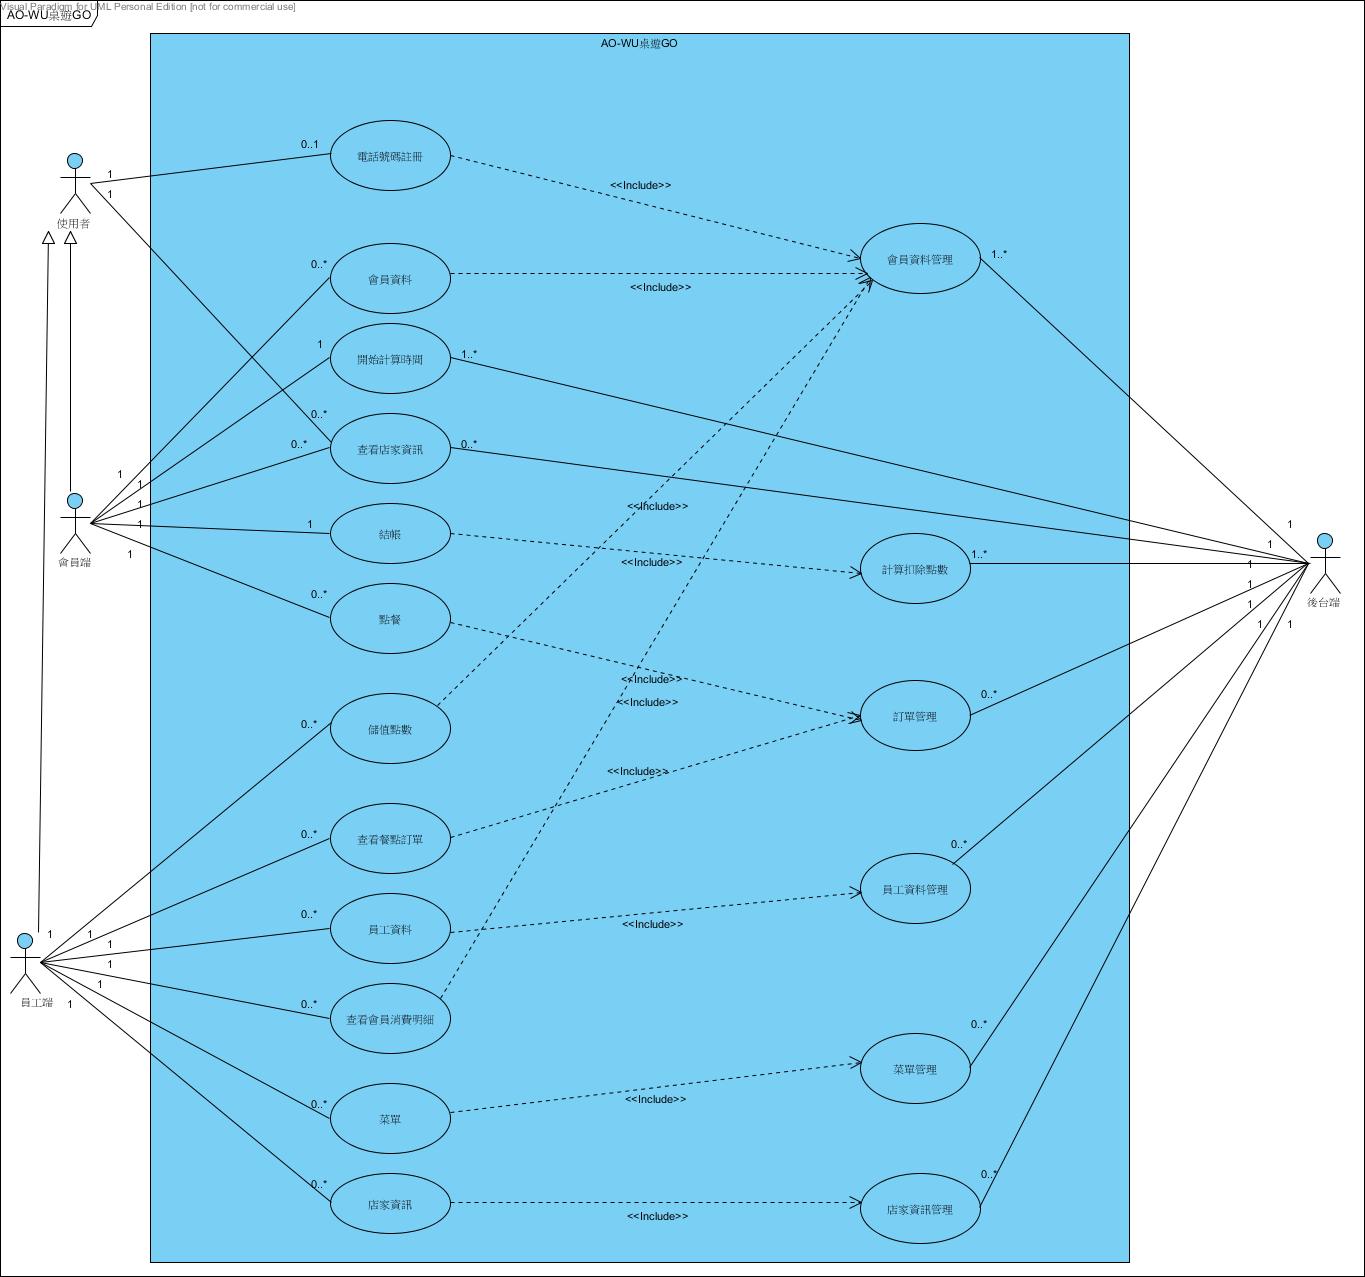 Visual Paradigm for UML Personal Edition [not for commercial use]
AO-WU桌遊GO
AO-WU桌遊GO
0..1
電話號碼註冊
1
1
<<Include>>
使用者
1..*
會員資料管理
0..*
會員資料
<<Include>>
1
開始計算時間
1..*
0..*
0..*
查看店家資訊
0..*
1
1
1
<<Include>>
1
1
1
結帳
1
1
會員端
<<Include>>
1..*
計算扣除點數
1
1
1
後台端
0..*
點餐
1
1
<<Include>>
<<Include>>
0..*
訂單管理
0..*
儲值點數
<<Include>>
0..*
查看餐點訂單
0..*
員工資料管理
0..*
員工資料
<<Include>>
1
1
1
1
1
1
員工端
0..*
查看會員消費明細
0..*
菜單管理
0..*
菜單
<<Include>>
0..*
店家資訊
<<Include>>
0..*
店家資訊管理